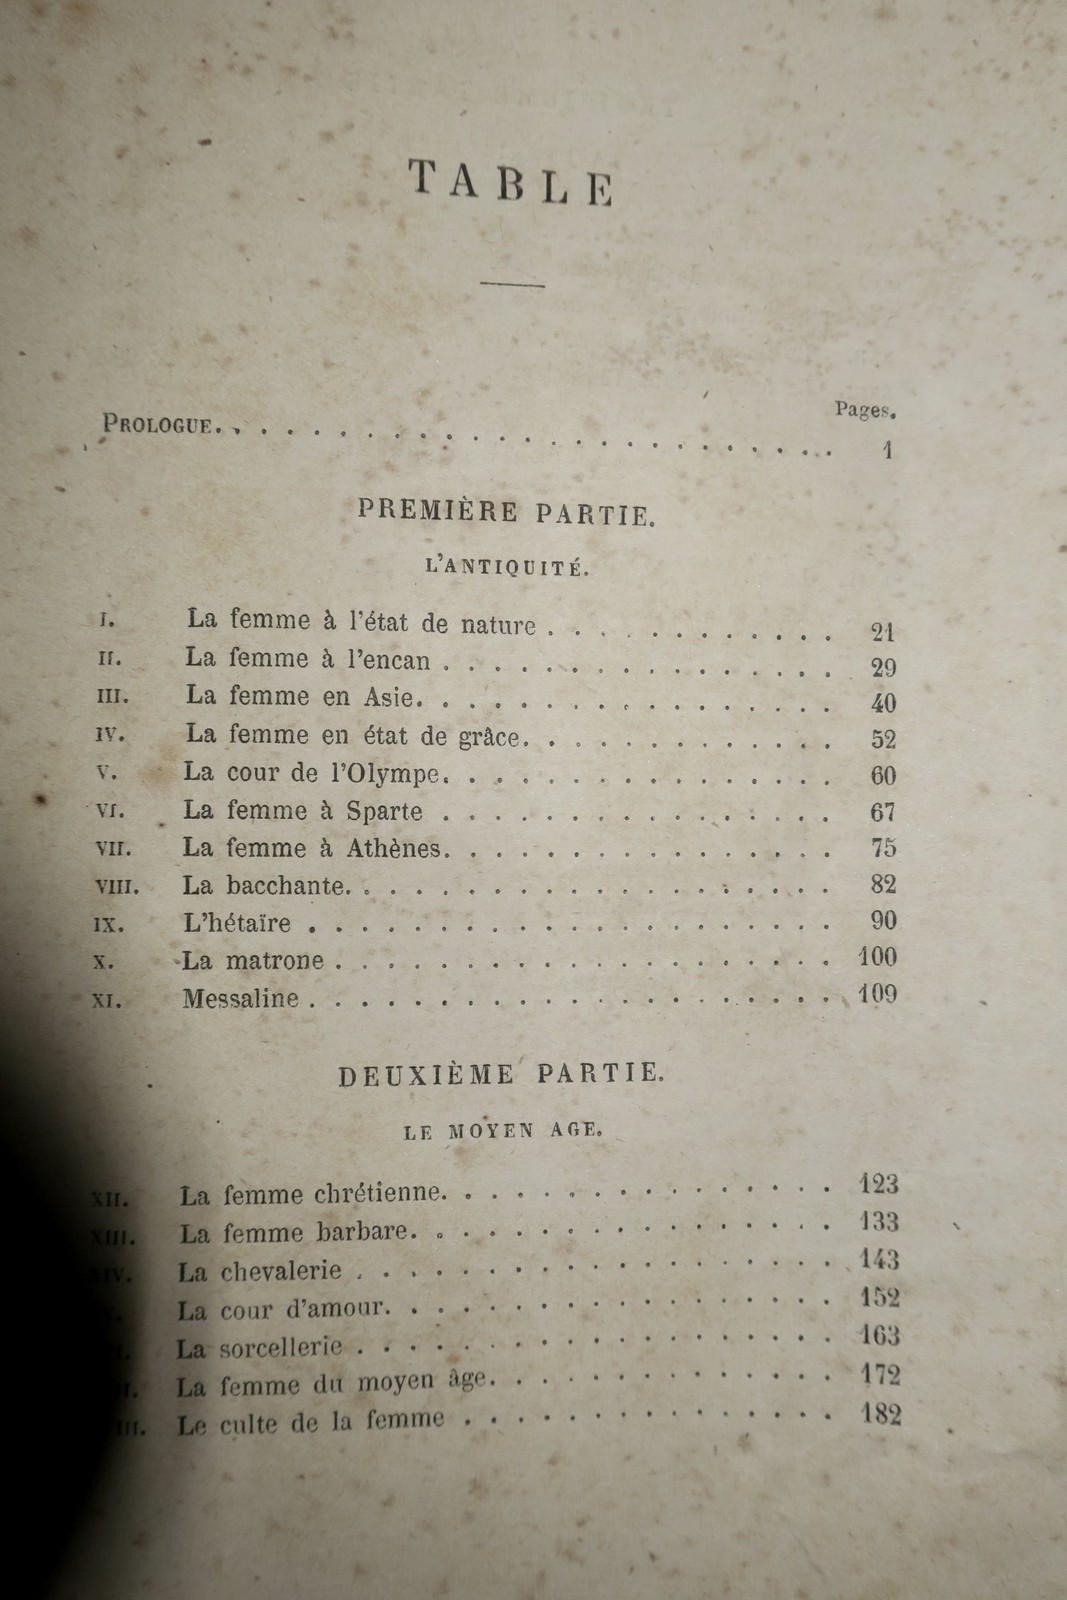 TABLE
Pages.
PROLOGUE. . . . . . . . . . . . . . . . . . . . . . . . 1
PREMIÈRE PARTIE.
L'ANTIQUITÉ.
I. La femme à l'état de nature . . . . . . . . . . . . 21
II. La femme à l'encan . . . . . . . . . . . . . . . . 29
III. La femme en Asie. . . . . . . . . . . . . . . . . 40
IV. La femme en état de grâce. . . . . . . . . . . . . 52
V. La cour de l'Olympe. . . . . . . . . . . . . . . . 60
VI. La femme à Sparte . . . . . . . . . . . . . . . . 67
VII. La femme à Athènes. . . . . . . . . . . . . . . . 75
VIII. La bacchante. . . . . . . . . . . . . . . . . . . 82
IX. L'hétaïre . . . . . . . . . . . . . . . . . . . . . 90
X. La matrone . . . . . . . . . . . . . . . . . . . . 100
XI. Messaline . . . . . . . . . . . . . . . . . . . . . 109
DEUXIÈME PARTIE.
LE MOYEN AGE.
XII. La femme chrétienne. . . . . . . . . . . . . . . . 123
XIII. La femme barbare. . . . . . . . . . . . . . . . . 133
XIV. La chevalerie . . . . . . . . . . . . . . . . . . . 143
La cour d'amour. . . . . . . . . . . . . . . . . . 152
La sorcellerie . . . . . . . . . . . . . . . . . . . 163
La femme du moyen âge. . . . . . . . . . . . . . 172
Le culte de la femme . . . . . . . . . . . . . . . 182